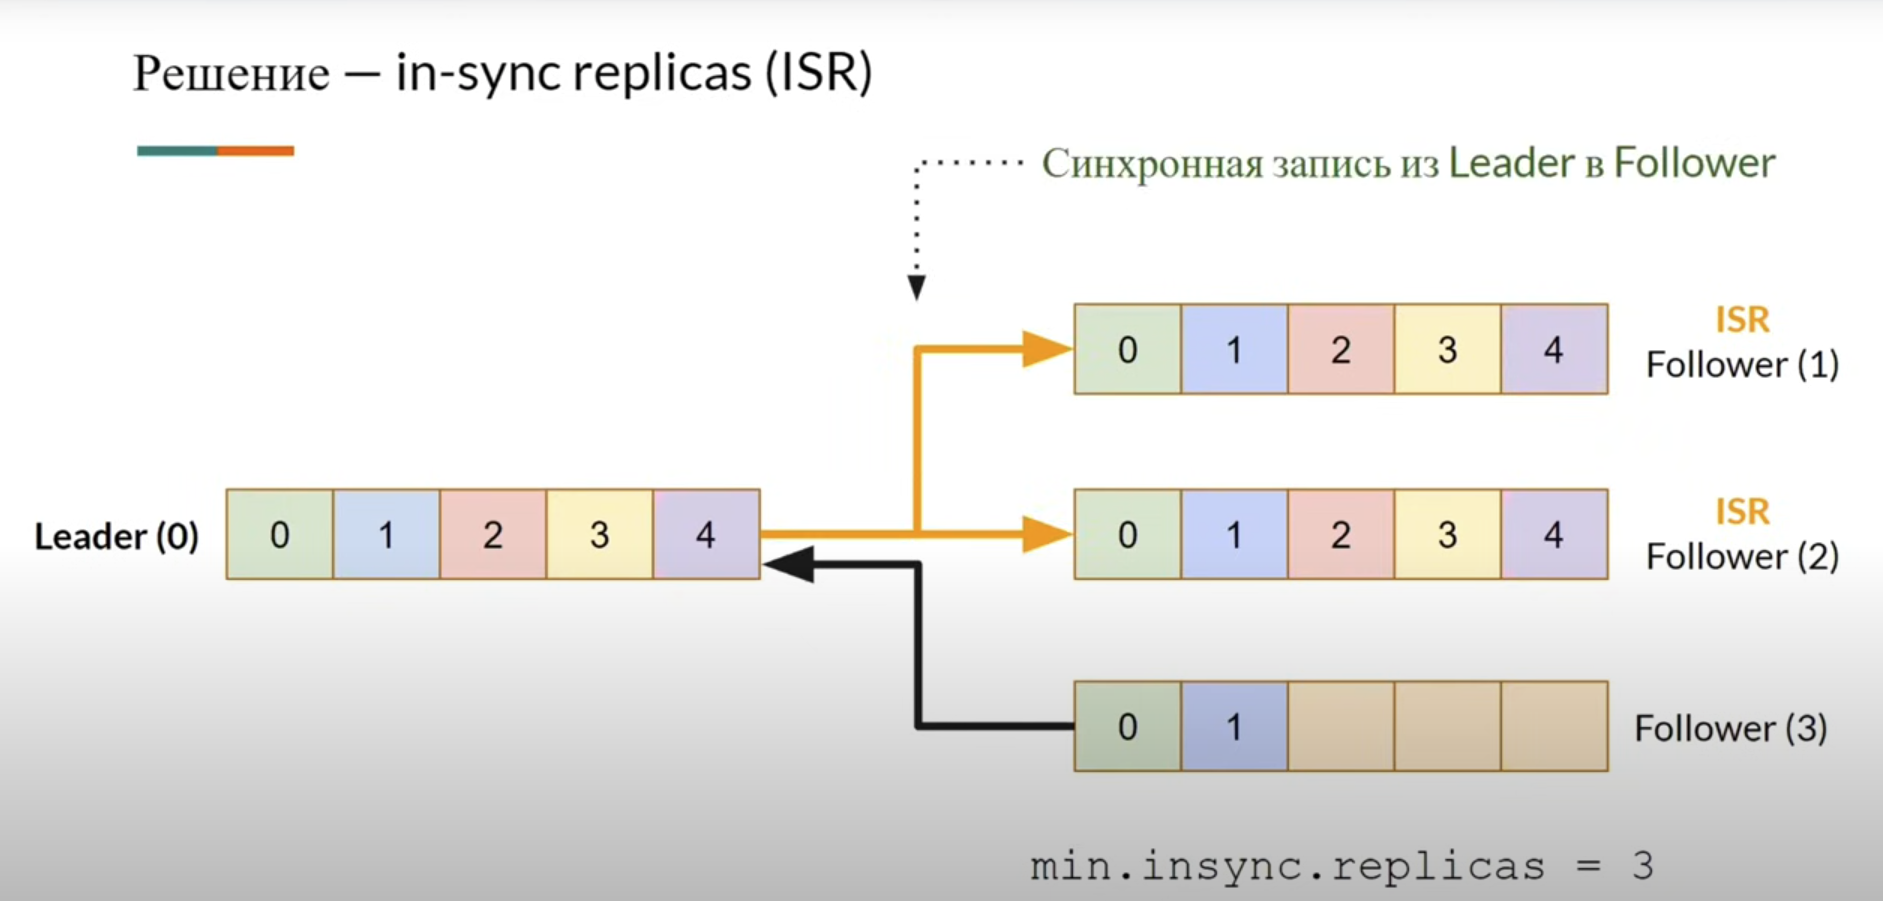 Решение — in-sync replicas (ISR)
Синхронная запись из Leader в Follower
0 1 2 3 4
ISR
Follower (1)
Leader (0)
0 1 2 3 4
0 1 2 3 4
ISR
Follower (2)
0 1
Follower (3)
min.insync.replicas = 3